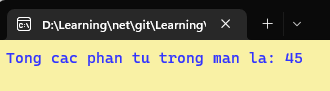 D:\Learning\net\git\Learning\
Tong cac phan tu trong man la: 45